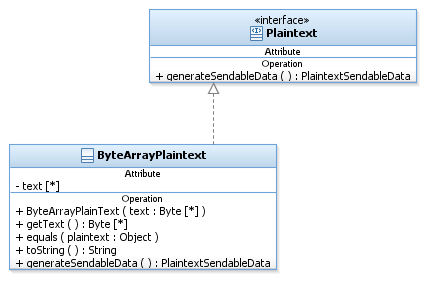 «interface»
Plaintext
Attribute
Operation
+ generateSendableData ( ) : PlaintextSendableData
ByteArrayPlaintext
Attribute
- text [*]
Operation
+ ByteArrayPlainText ( text : Byte [*] )
+ getText ( ) : Byte [*]
+ equals ( plaintext : Object )
+ toString ( ) : String
+ generateSendableData ( ) : PlaintextSendableData